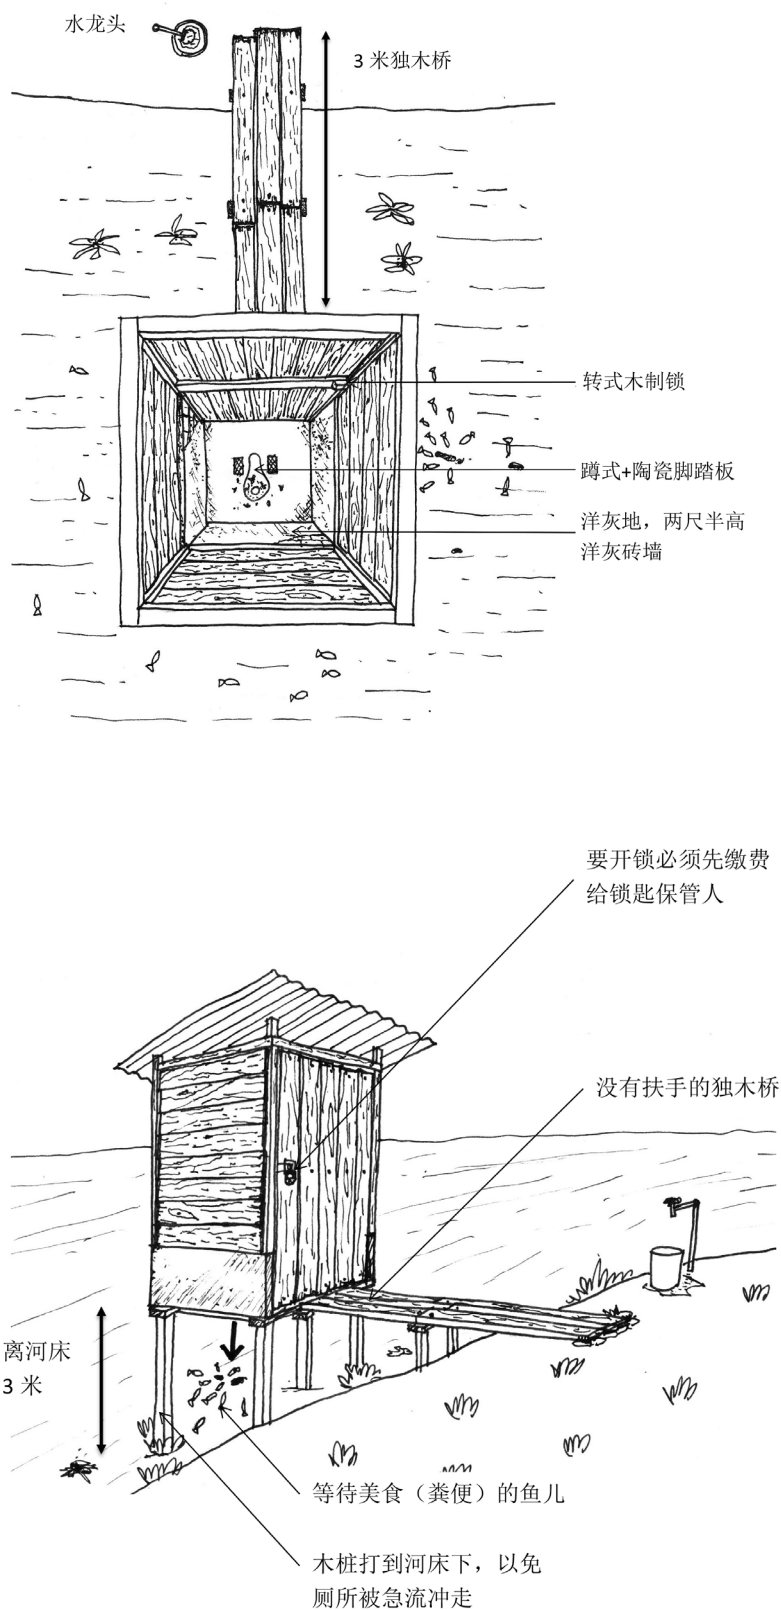 水龙头
3 米独木桥
转式木制锁
蹲式+陶瓷脚踏板
洋灰地，两尺半高
洋灰砖墙
要开锁必须先缴费
给锁匙保管人
没有扶手的独木桥
离河床
3 米
等待美食（粪便）的鱼儿
木桩打到河床下，以免
厕所被急流冲走